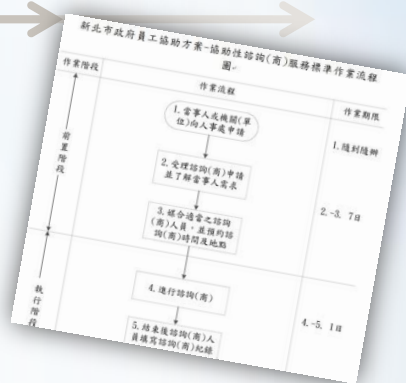 新北市政府員工協助方案-協助性諮詢(商)服務標準作業流程
圖
作業階段
作業流程
作業期限
前置階段
1.當事人或機關(單
位)向人事處申請
1.隨到隨辦
2.受理諮詢(商)申請
並了解當事人需求
2.-3. 7日
3.媒合適當之諮詢
(商)人員，並預約諮
詢(商)時間及地點
執行階段
4.進行諮詢(商)
4.-5. 1日
5.結束後諮詢(商)人
員填寫諮詢(商)紀錄